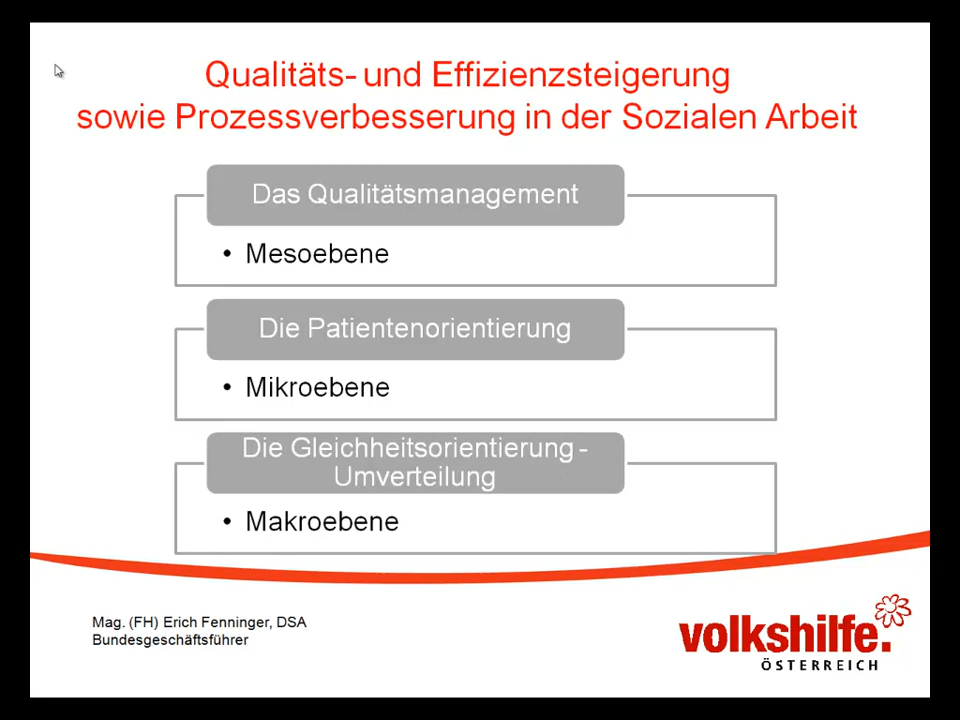 Qualitäts- und Effizienzsteigerung
sowie Prozessverbesserung in der Sozialen Arbeit
Das Qualitätsmanagement
• Mesoebene
Die Patientenorientierung
• Mikroebene
Die Gleichheitsorientierung -
Umverteilung
• Makroebene
Mag. (FH) Erich Fenninger, DSA
Bundesgeschäftsführer
volkshilfe.
ÖSTERREICH